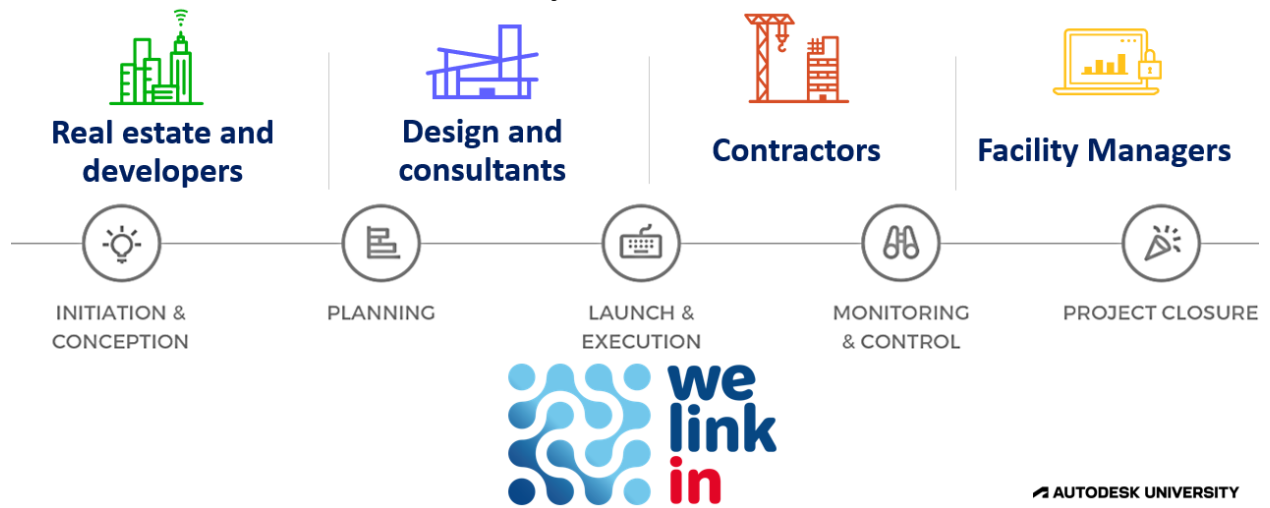 Real estate and
developers
Design and
consultants
Contractors
Facility Managers
INITIATION &
CONCEPTION
PLANNING
LAUNCH &
EXECUTION
MONITORING
& CONTROL
PROJECT CLOSURE
we
link
in
AUTODESK UNIVERSITY